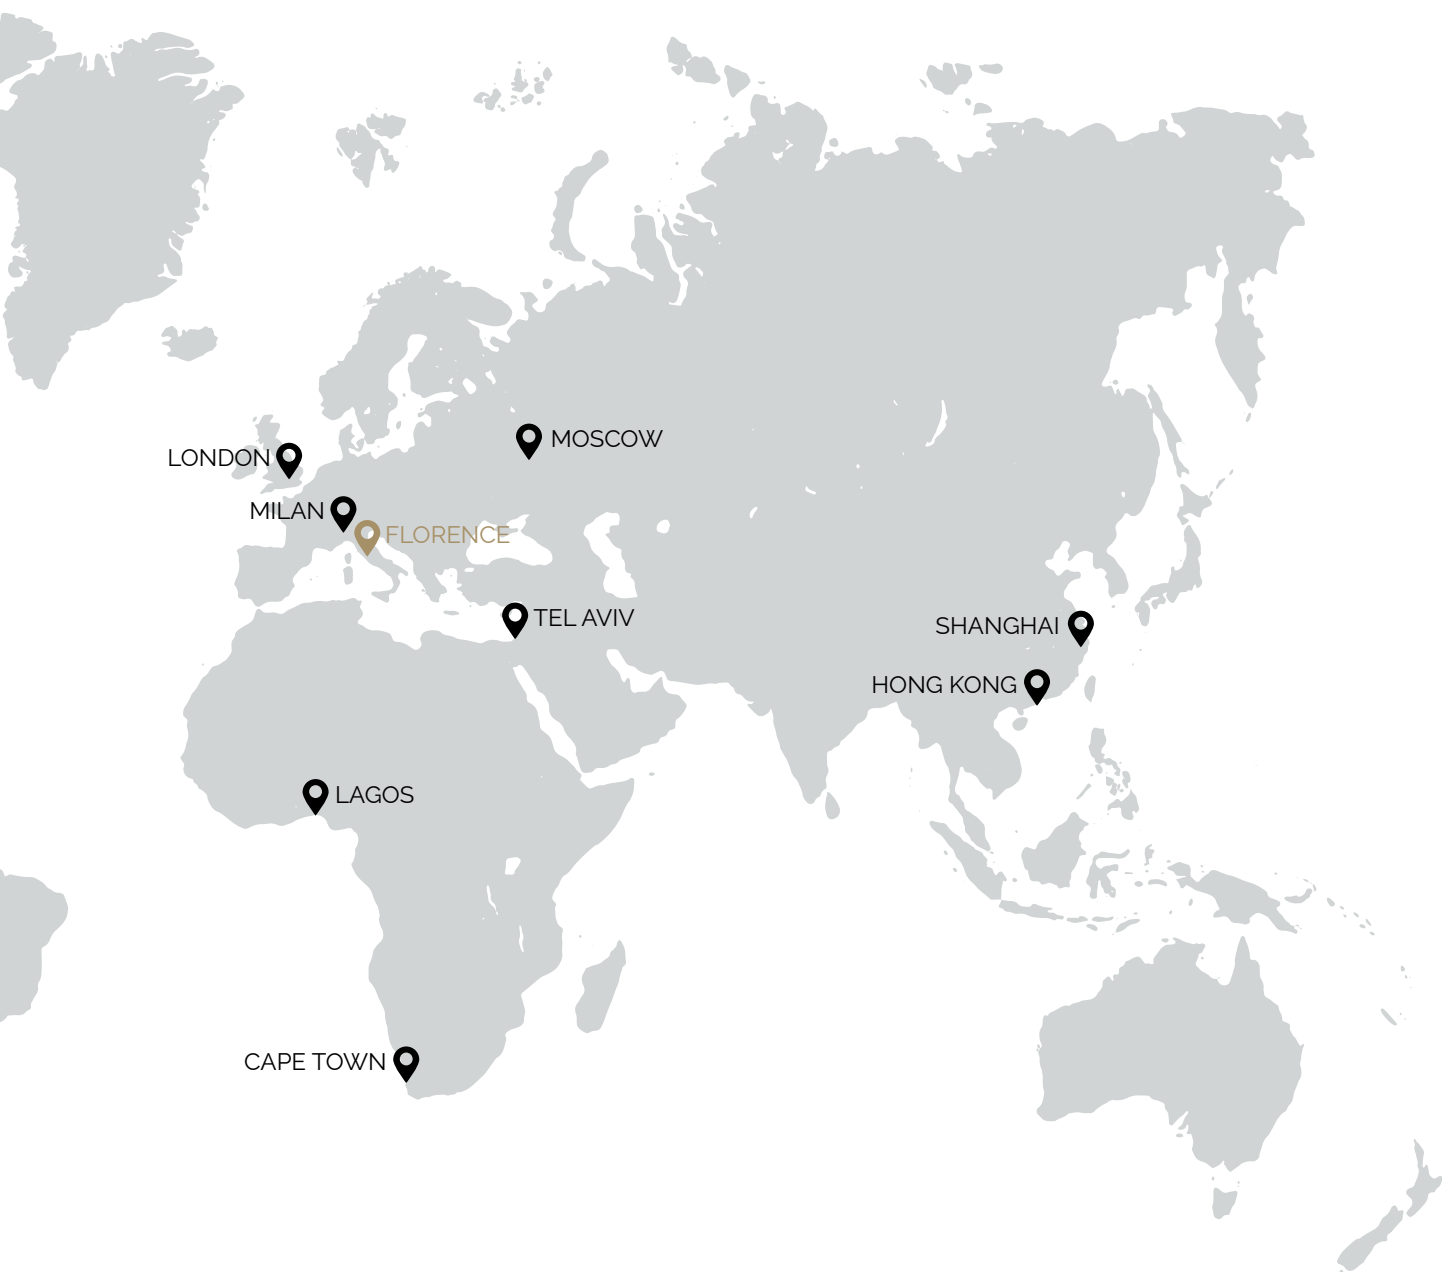 MOSCOW
LONDON
MILAN
FLORENCE
TEL AVIV
SHANGHAI
HONG KONG
LAGOS
CAPE TOWN